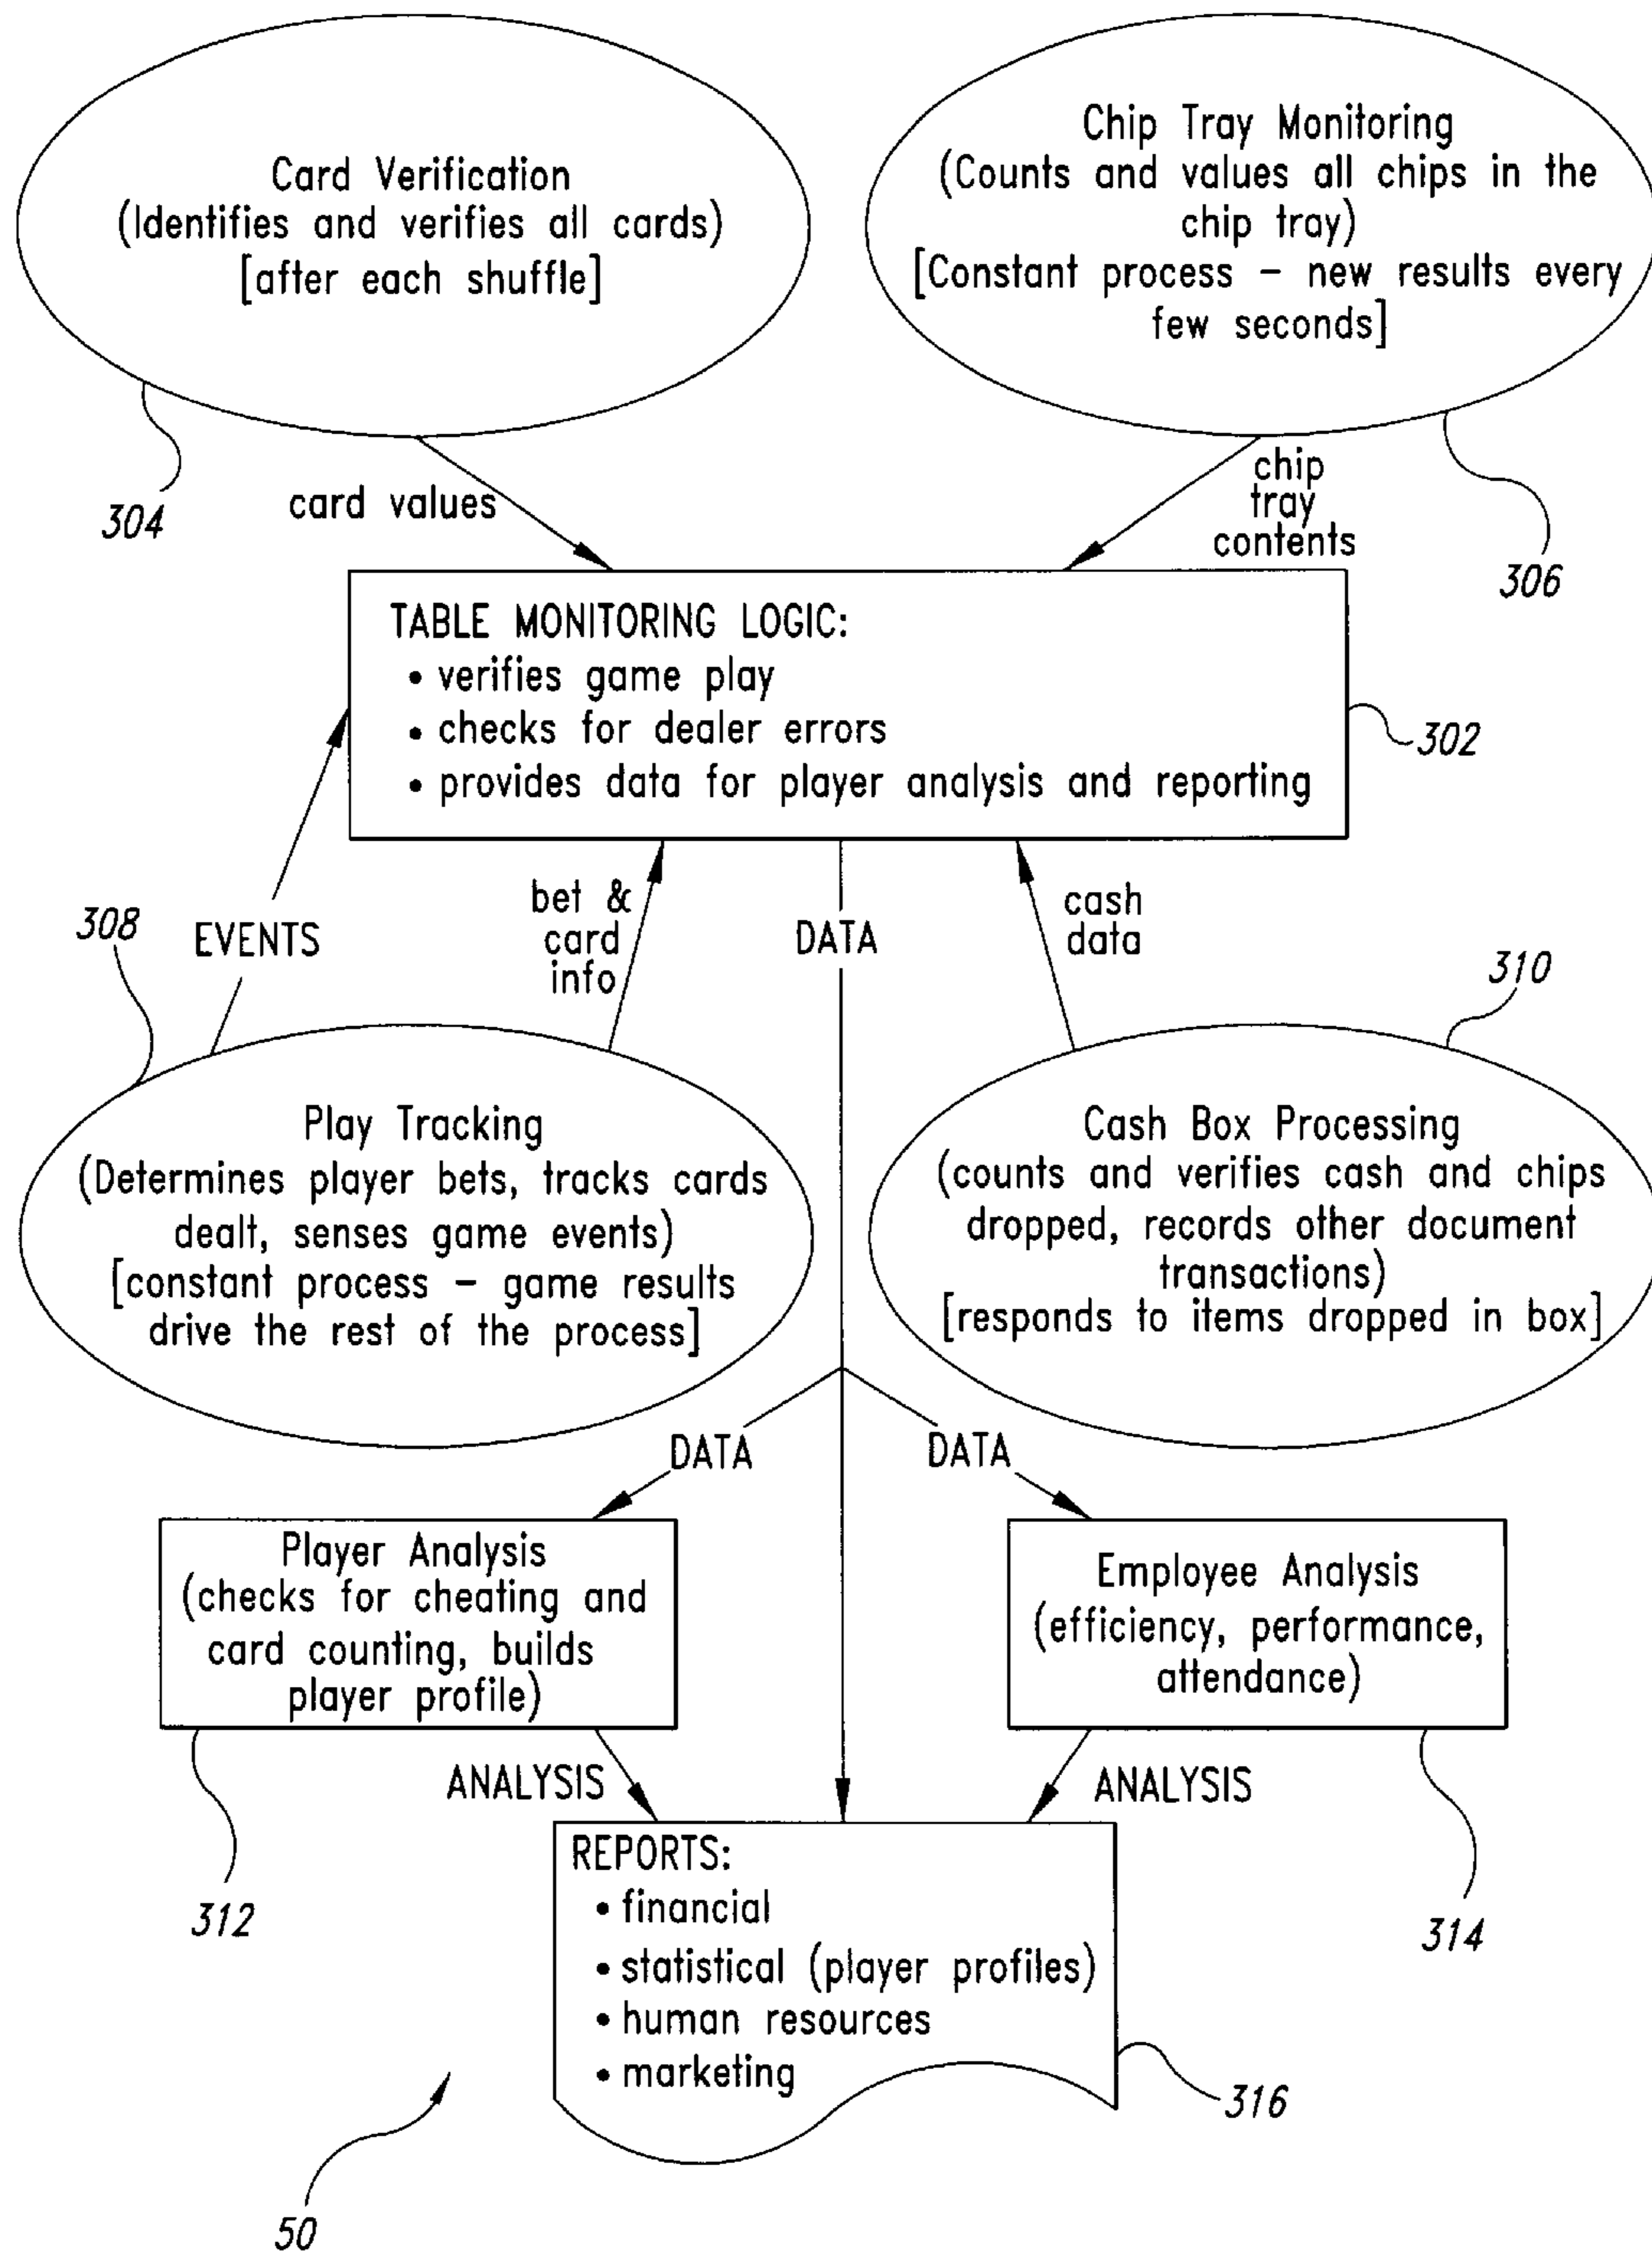 Card Verification
(Identifies and verifies all cards)
[after each shuffle]
304
Chip Tray Monitoring
(Counts and values all chips in the
chip tray)
[Constant process – new results every
few seconds]
306
card values
chip
tray
contents
TABLE MONITORING LOGIC:
• verifies game play
• checks for dealer errors
• provides data for player analysis and reporting
302
308
EVENTS
bet &
card
info
DATA
cash
data
310
Play Tracking
(Determines player bets, tracks cards
dealt, senses game events)
[constant process – game results
drive the rest of the process]
Cash Box Processing
(counts and verifies cash and chips
dropped, records other document
transactions)
[responds to items dropped in box]
DATA
DATA
Player Analysis
(checks for cheating and
card counting, builds
player profile)
312
Employee Analysis
(efficiency, performance,
attendance)
314
ANALYSIS
ANALYSIS
REPORTS:
• financial
• statistical (player profiles)
• human resources
• marketing
316
50